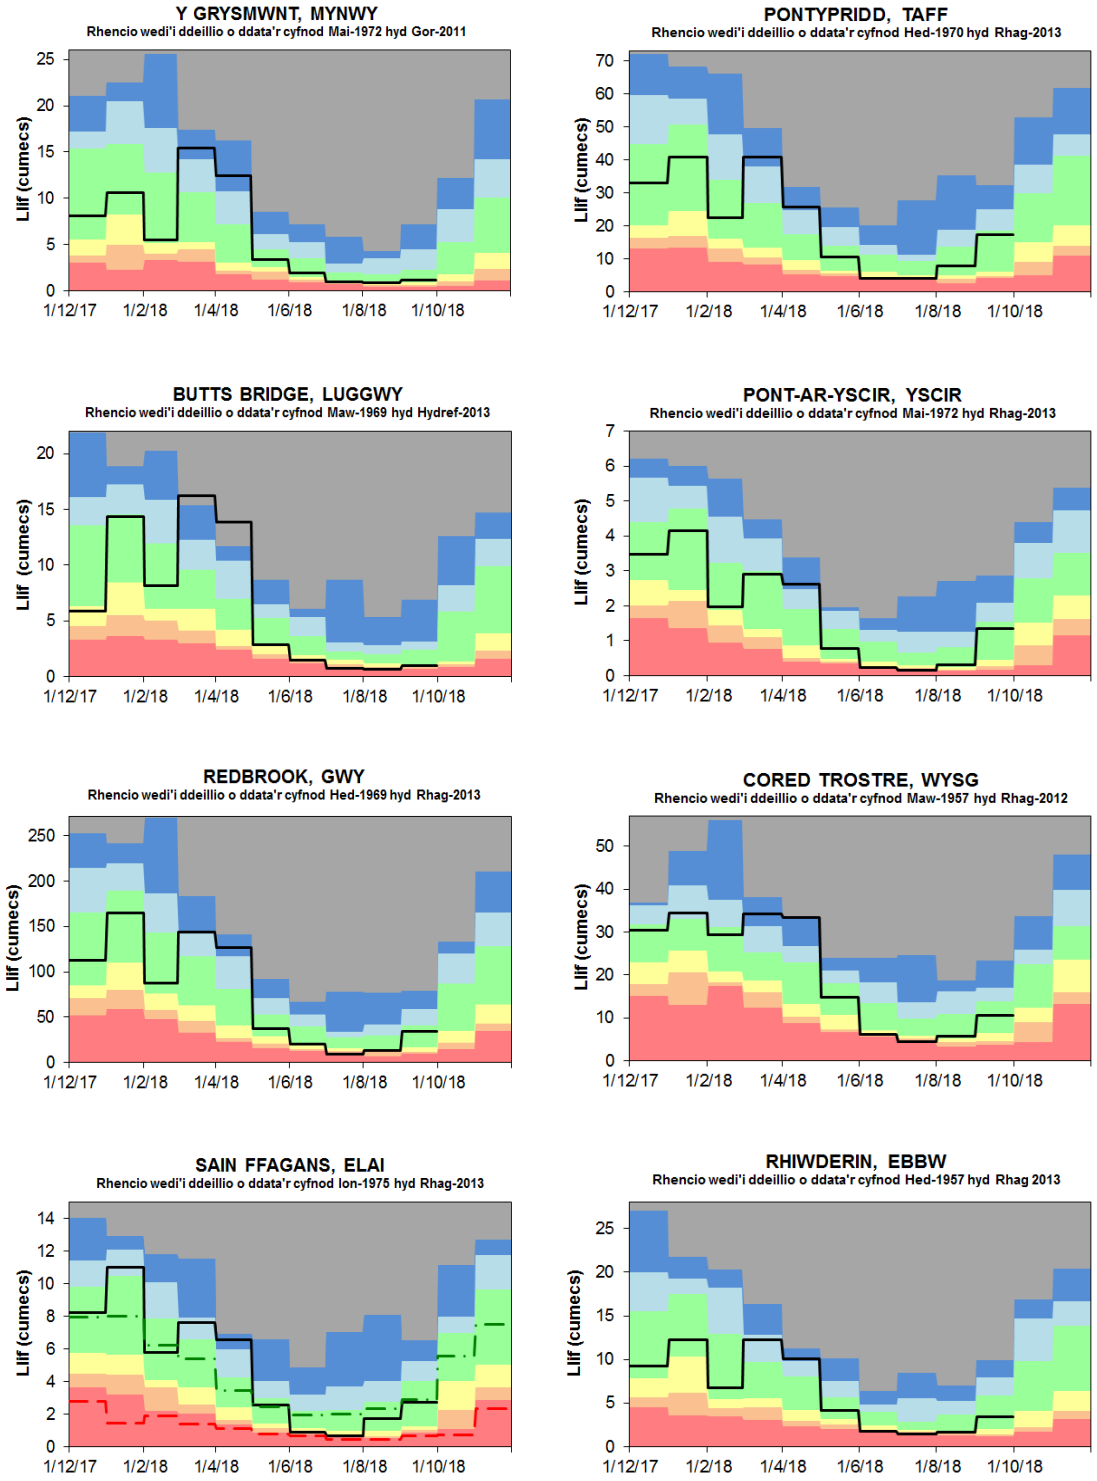 Y GRYSMWNT, MYNWY
Rhencio wedi'i ddeillio o ddata'r cyfnod Mai-1972 hyd Gor-2011
Llif (cumecs)
25
20
15
10
5
0
1/12/17 1/2/18 1/4/18 1/6/18 1/8/18 1/10/18
PONTYPRIDD, TAFF
Rhencio wedi'i ddeillio o ddata'r cyfnod Hed-1970 hyd Rhag-2013
Llif (cumecs)
70
60
50
40
30
20
10
0
1/12/17 1/2/18 1/4/18 1/6/18 1/8/18 1/10/18
BUTTS BRIDGE, LUGGWY
Rhencio wedi'i ddeillio o ddata'r cyfnod Maw-1969 hyd Hydref-2013
Llif (cumecs)
20
15
10
5
0
1/12/17 1/2/18 1/4/18 1/6/18 1/8/18 1/10/18
PONT-AR-YSCIR, YSCIR
Rhencio wedi'i ddeillio o ddata'r cyfnod Mai-1972 hyd Rhag-2013
Llif (cumecs)
7
6
5
4
3
2
1
0
1/12/17 1/2/18 1/4/18 1/6/18 1/8/18 1/10/18
REDBROOK, GWY
Rhencio wedi'i ddeillio o ddata'r cyfnod Hed-1969 hyd Rhag-2013
Llif (cumecs)
250
200
150
100
50
0
1/12/17 1/2/18 1/4/18 1/6/18 1/8/18 1/10/18
CORED TROSTRE, WYSG
Rhencio wedi'i ddeillio o ddata'r cyfnod Maw-1957 hyd Rhag-2012
Llif (cumecs)
50
40
30
20
10
0
1/12/17 1/2/18 1/4/18 1/6/18 1/8/18 1/10/18
SAIN FFAGANS, ELAI
Rhencio wedi'i ddeillio o ddata'r cyfnod Ion-1975 hyd Rhag-2013
Llif (cumecs)
14
12
10
8
6
4
2
0
1/12/17 1/2/18 1/4/18 1/6/18 1/8/18 1/10/18
RHIWDERIN, EBBW
Rhencio wedi'i ddeillio o ddata'r cyfnod Hed-1957 hyd Rhag 2013
Llif (cumecs)
25
20
15
10
5
0
1/12/17 1/2/18 1/4/18 1/6/18 1/8/18 1/10/18